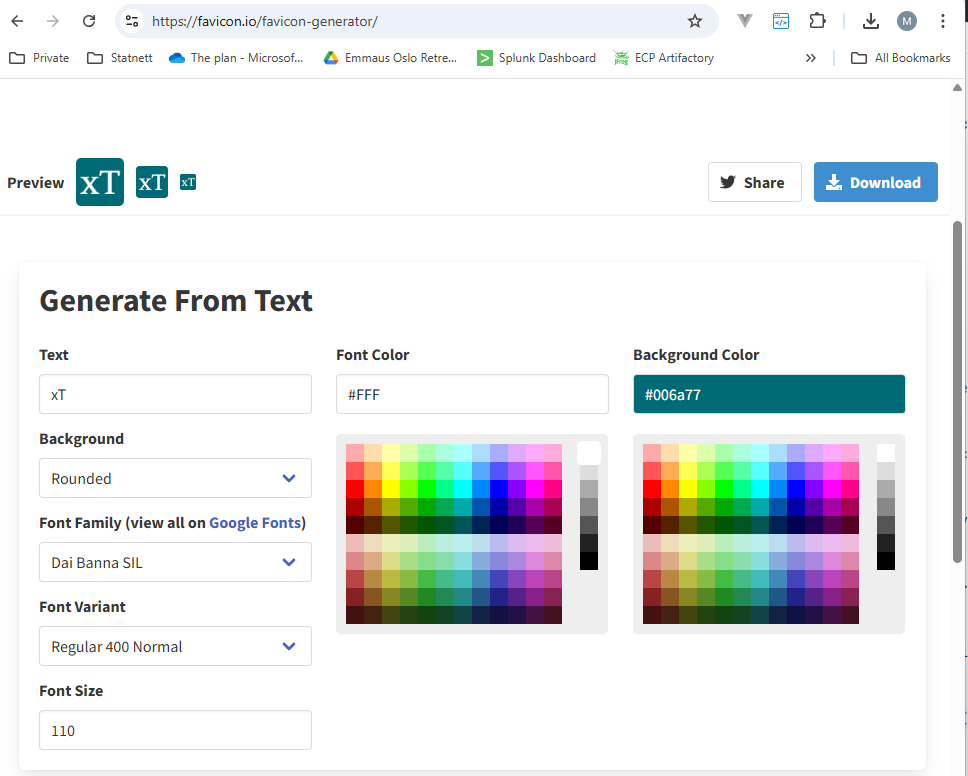 https://favicon.io/favicon-generator/
M
Private Statnett The plan - Microsof... Emmaus Oslo Retre... Splunk Dashboard ECP Artifactory » All Bookmarks
Preview xT xT xT Share Download
Generate From Text
Text Font Color Background Color
xT #FFF #006a77
Background
Rounded
Font Family (view all on Google Fonts)
Dai Banna SIL
Font Variant
Regular 400 Normal
Font Size
110